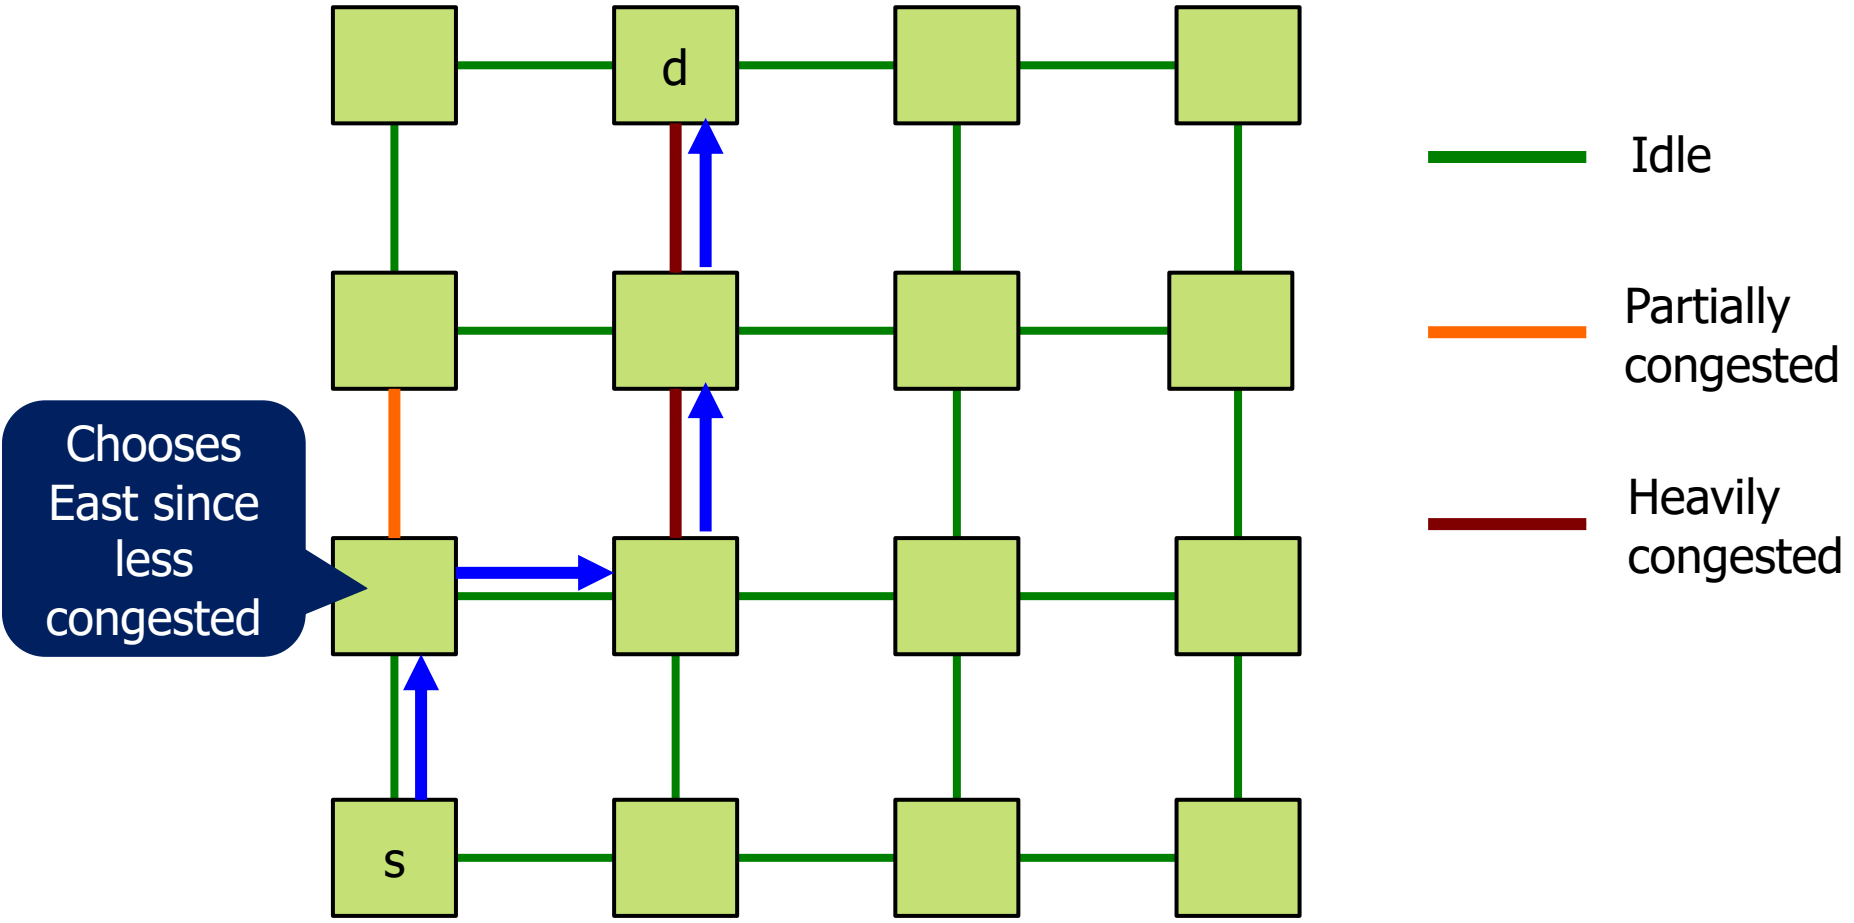 d
Idle
Partially
congested
Chooses
East since
less
congested
Heavily
congested
s